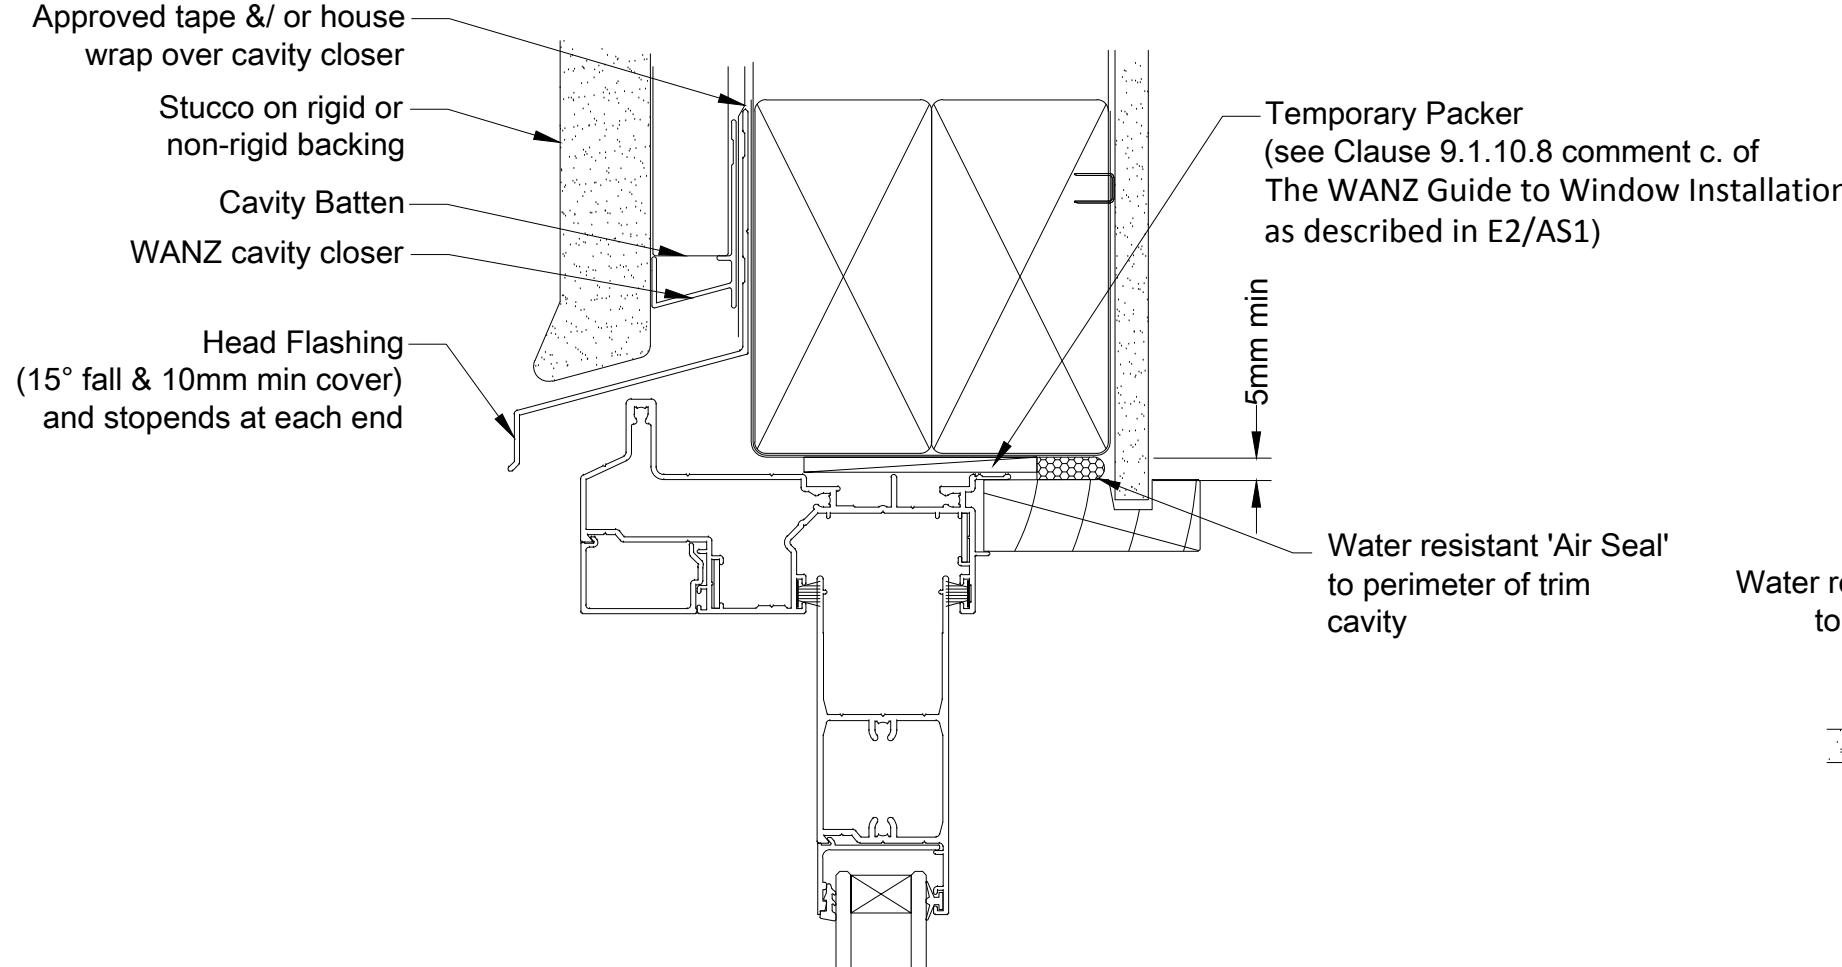 Approved tape &/ or house
wrap over cavity closer
Stucco on rigid or
non-rigid backing
Cavity Batten
WANZ cavity closer
Head Flashing
(15° fall & 10mm min cover)
and stopends at each end
Temporary Packer
(see Clause 9.1.10.8 comment c. of
The WANZ Guide to Window Installation
as described in E2/AS1)
5mm min
Water resistant 'Air Seal'
to perimeter of trim
cavity
Water
to